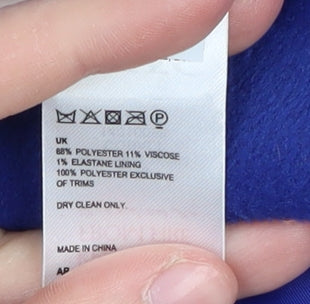 P
UK
88% POLYESTER 11% VISCOSE
1% ELASTANE LINING
100% POLYESTER EXCLUSIVE
OF TRIMS
DRY CLEAN ONLY.
MADE IN CHINA
AR